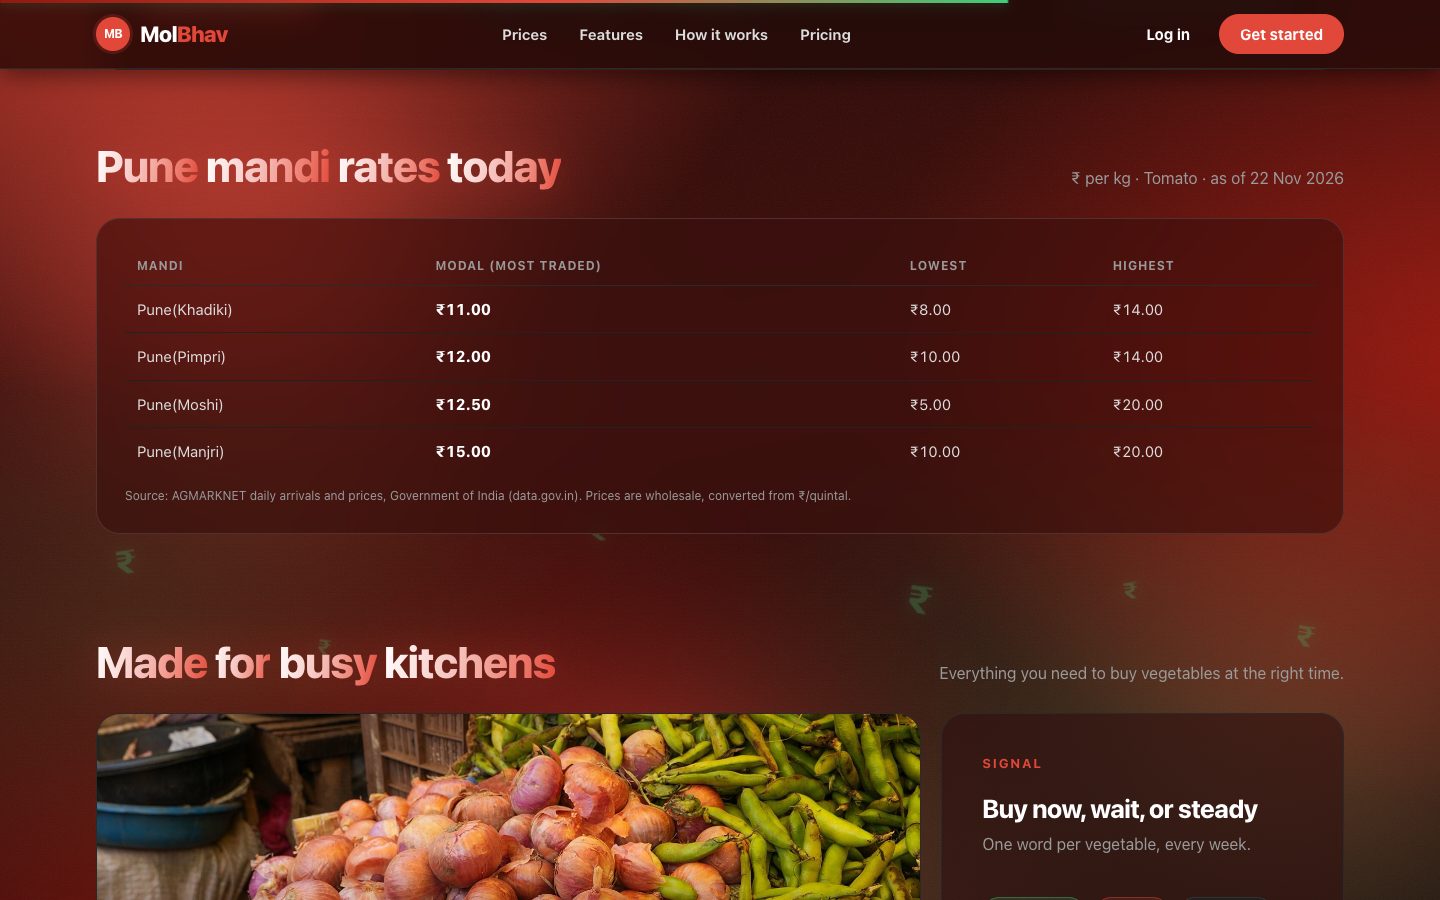 MB MolBhav Prices Features How it works Pricing Log in Get started
Pune mandi rates today
₹ per kg · Tomato · as of 22 Nov 2026
MANDI MODAL (MOST TRADED) LOWEST HIGHEST
Pune(Khadiki) ₹11.00 ₹8.00 ₹14.00
Pune(Pimpri) ₹12.00 ₹10.00 ₹14.00
Pune(Moshi) ₹12.50 ₹5.00 ₹20.00
Pune(Manjri) ₹15.00 ₹10.00 ₹20.00
Source: AGMARKNET daily arrivals and prices, Government of India (data.gov.in). Prices are wholesale, converted from ₹/quintal.
₹
₹
₹
₹
₹
Made for busy kitchens
Everything you need to buy vegetables at the right time.
SIGNAL
Buy now, wait, or steady
One word per vegetable, every week.